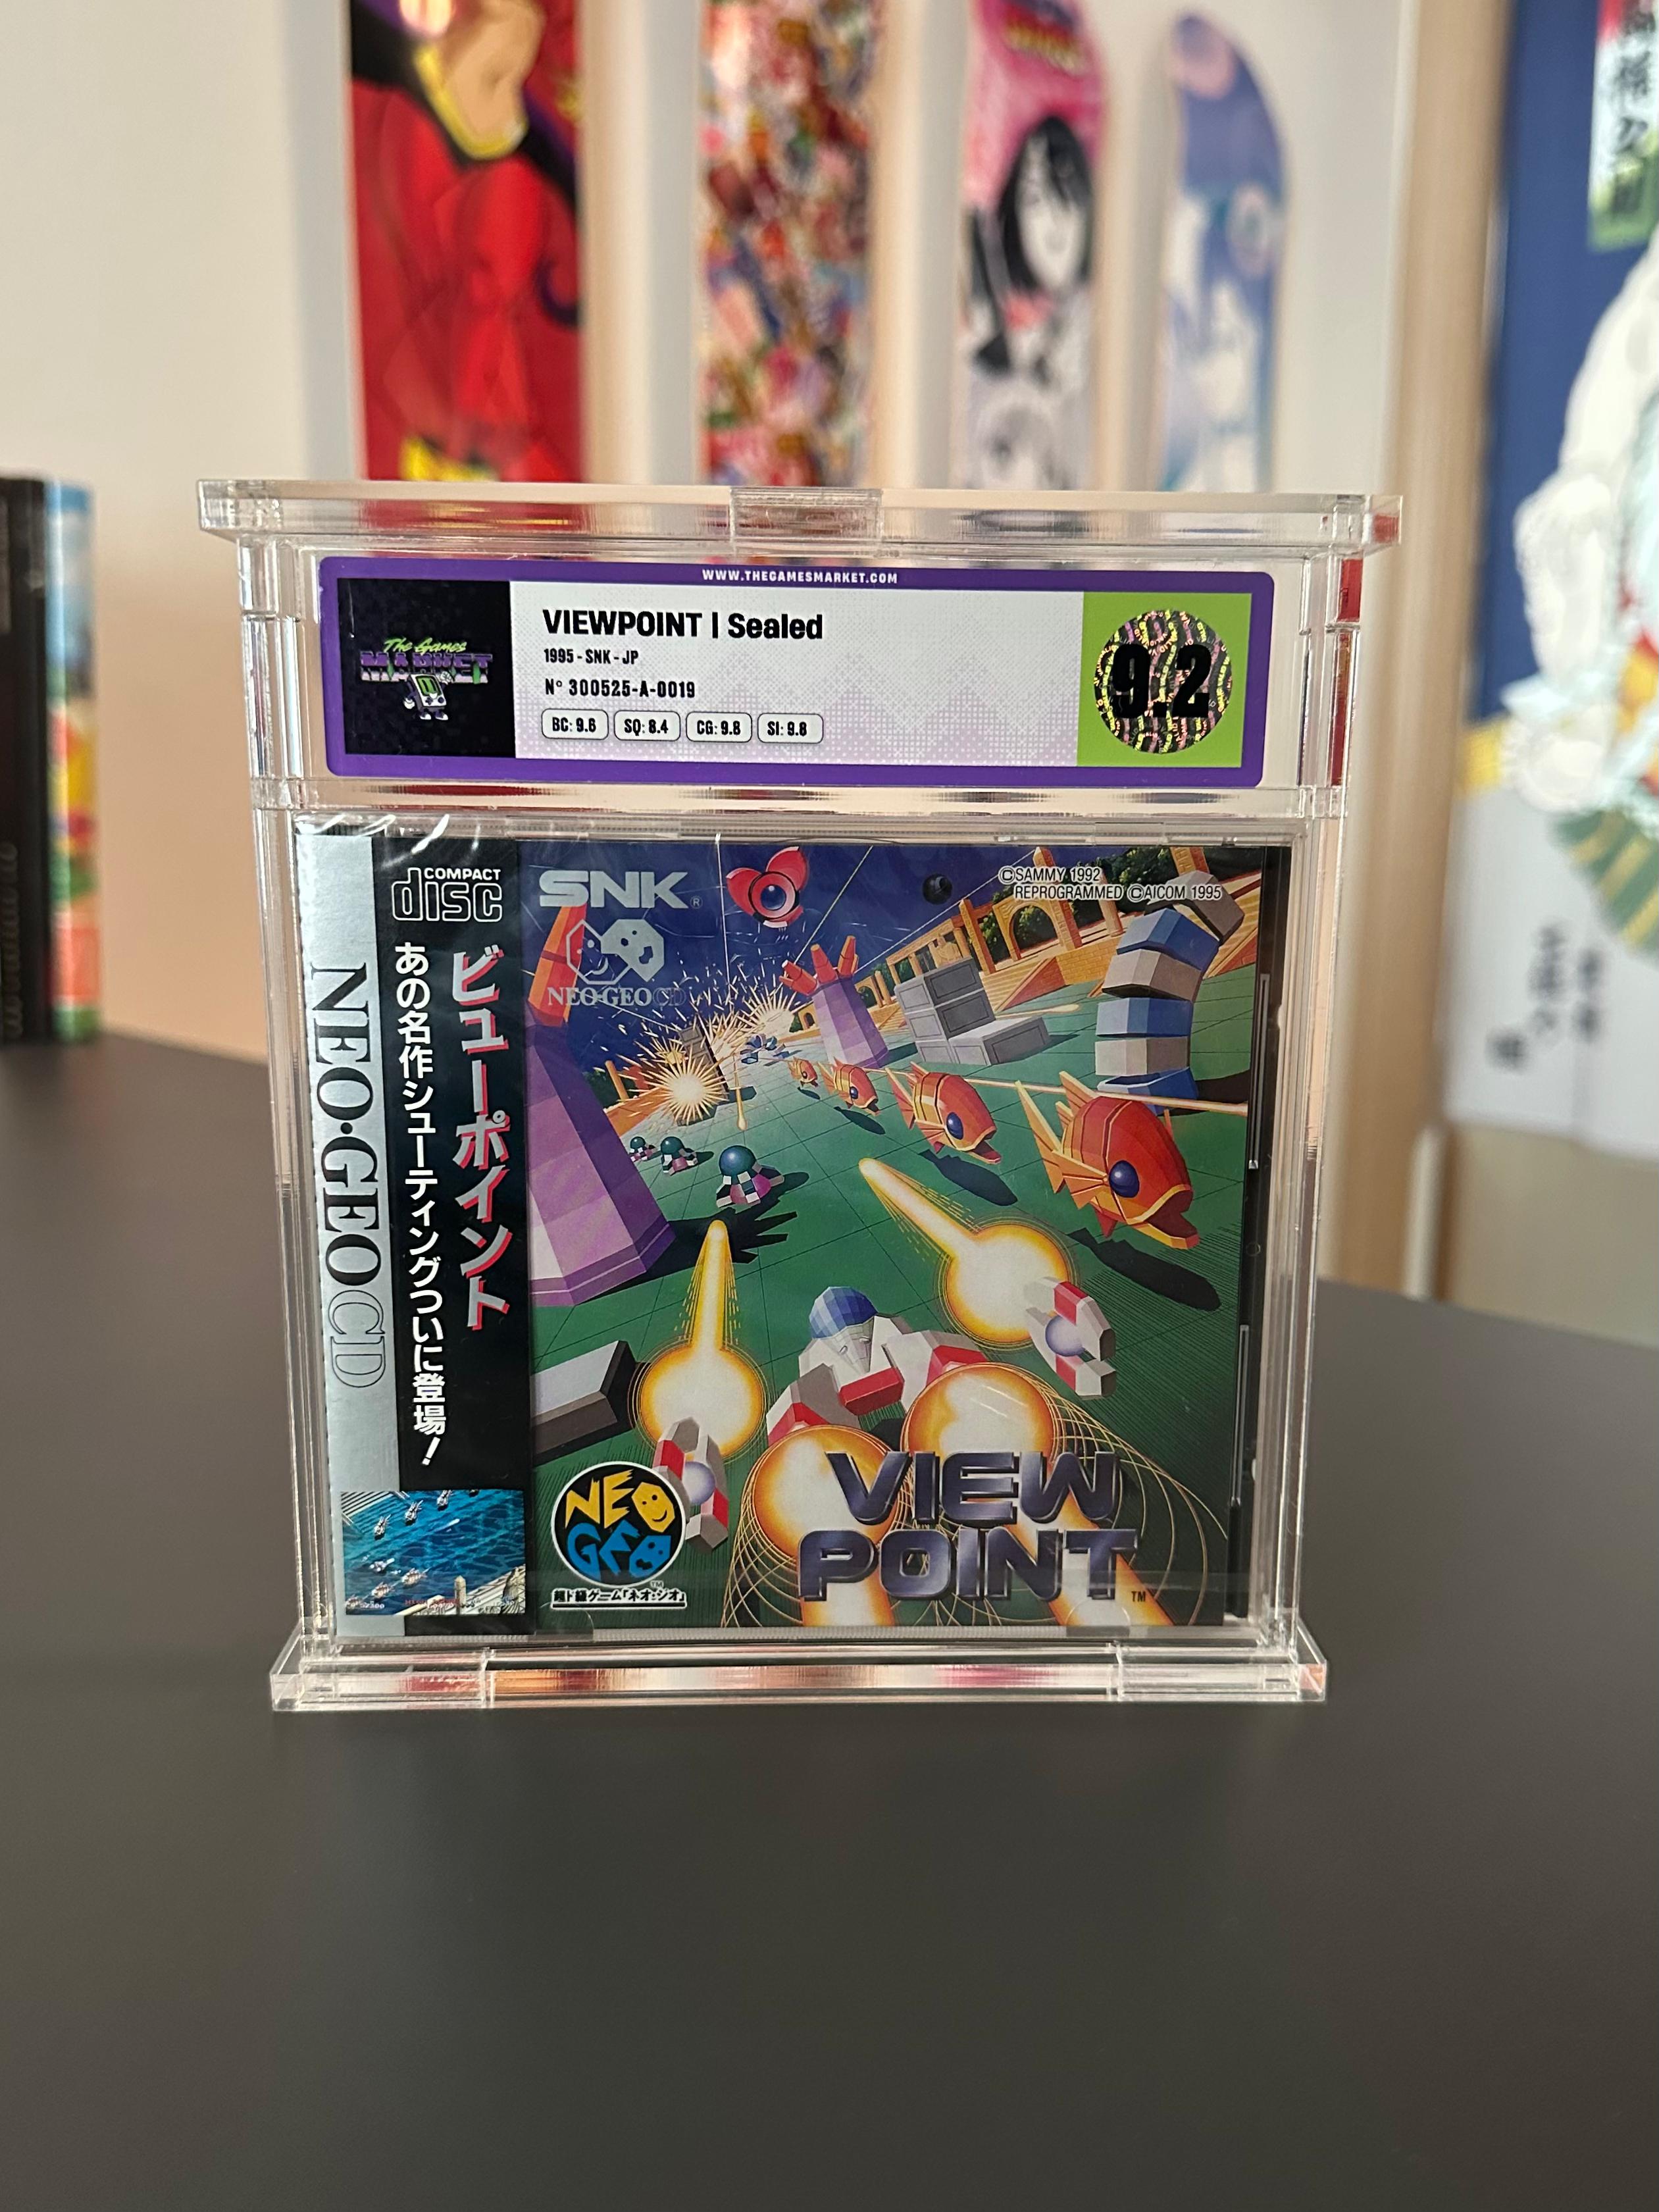 WWW.THEGAMESMARKET.COM
The Games
MARKET
VIEWPOINT | Sealed
1995 - SNK - JP
N° 300525-A-0019
BC: 9.6 SQ: 8.4 CG: 9.8 SI: 9.8
9.2
COMPACT
disc
NEO·GEO CD
ビューポイント
あの名作シューティングついに登場!
SNK®
NEO·GEO CD
©SAMMY 1992
REPROGRAMMED ©AICOM 1995
NEO
GEO
TM
VIEW
POINT
TM